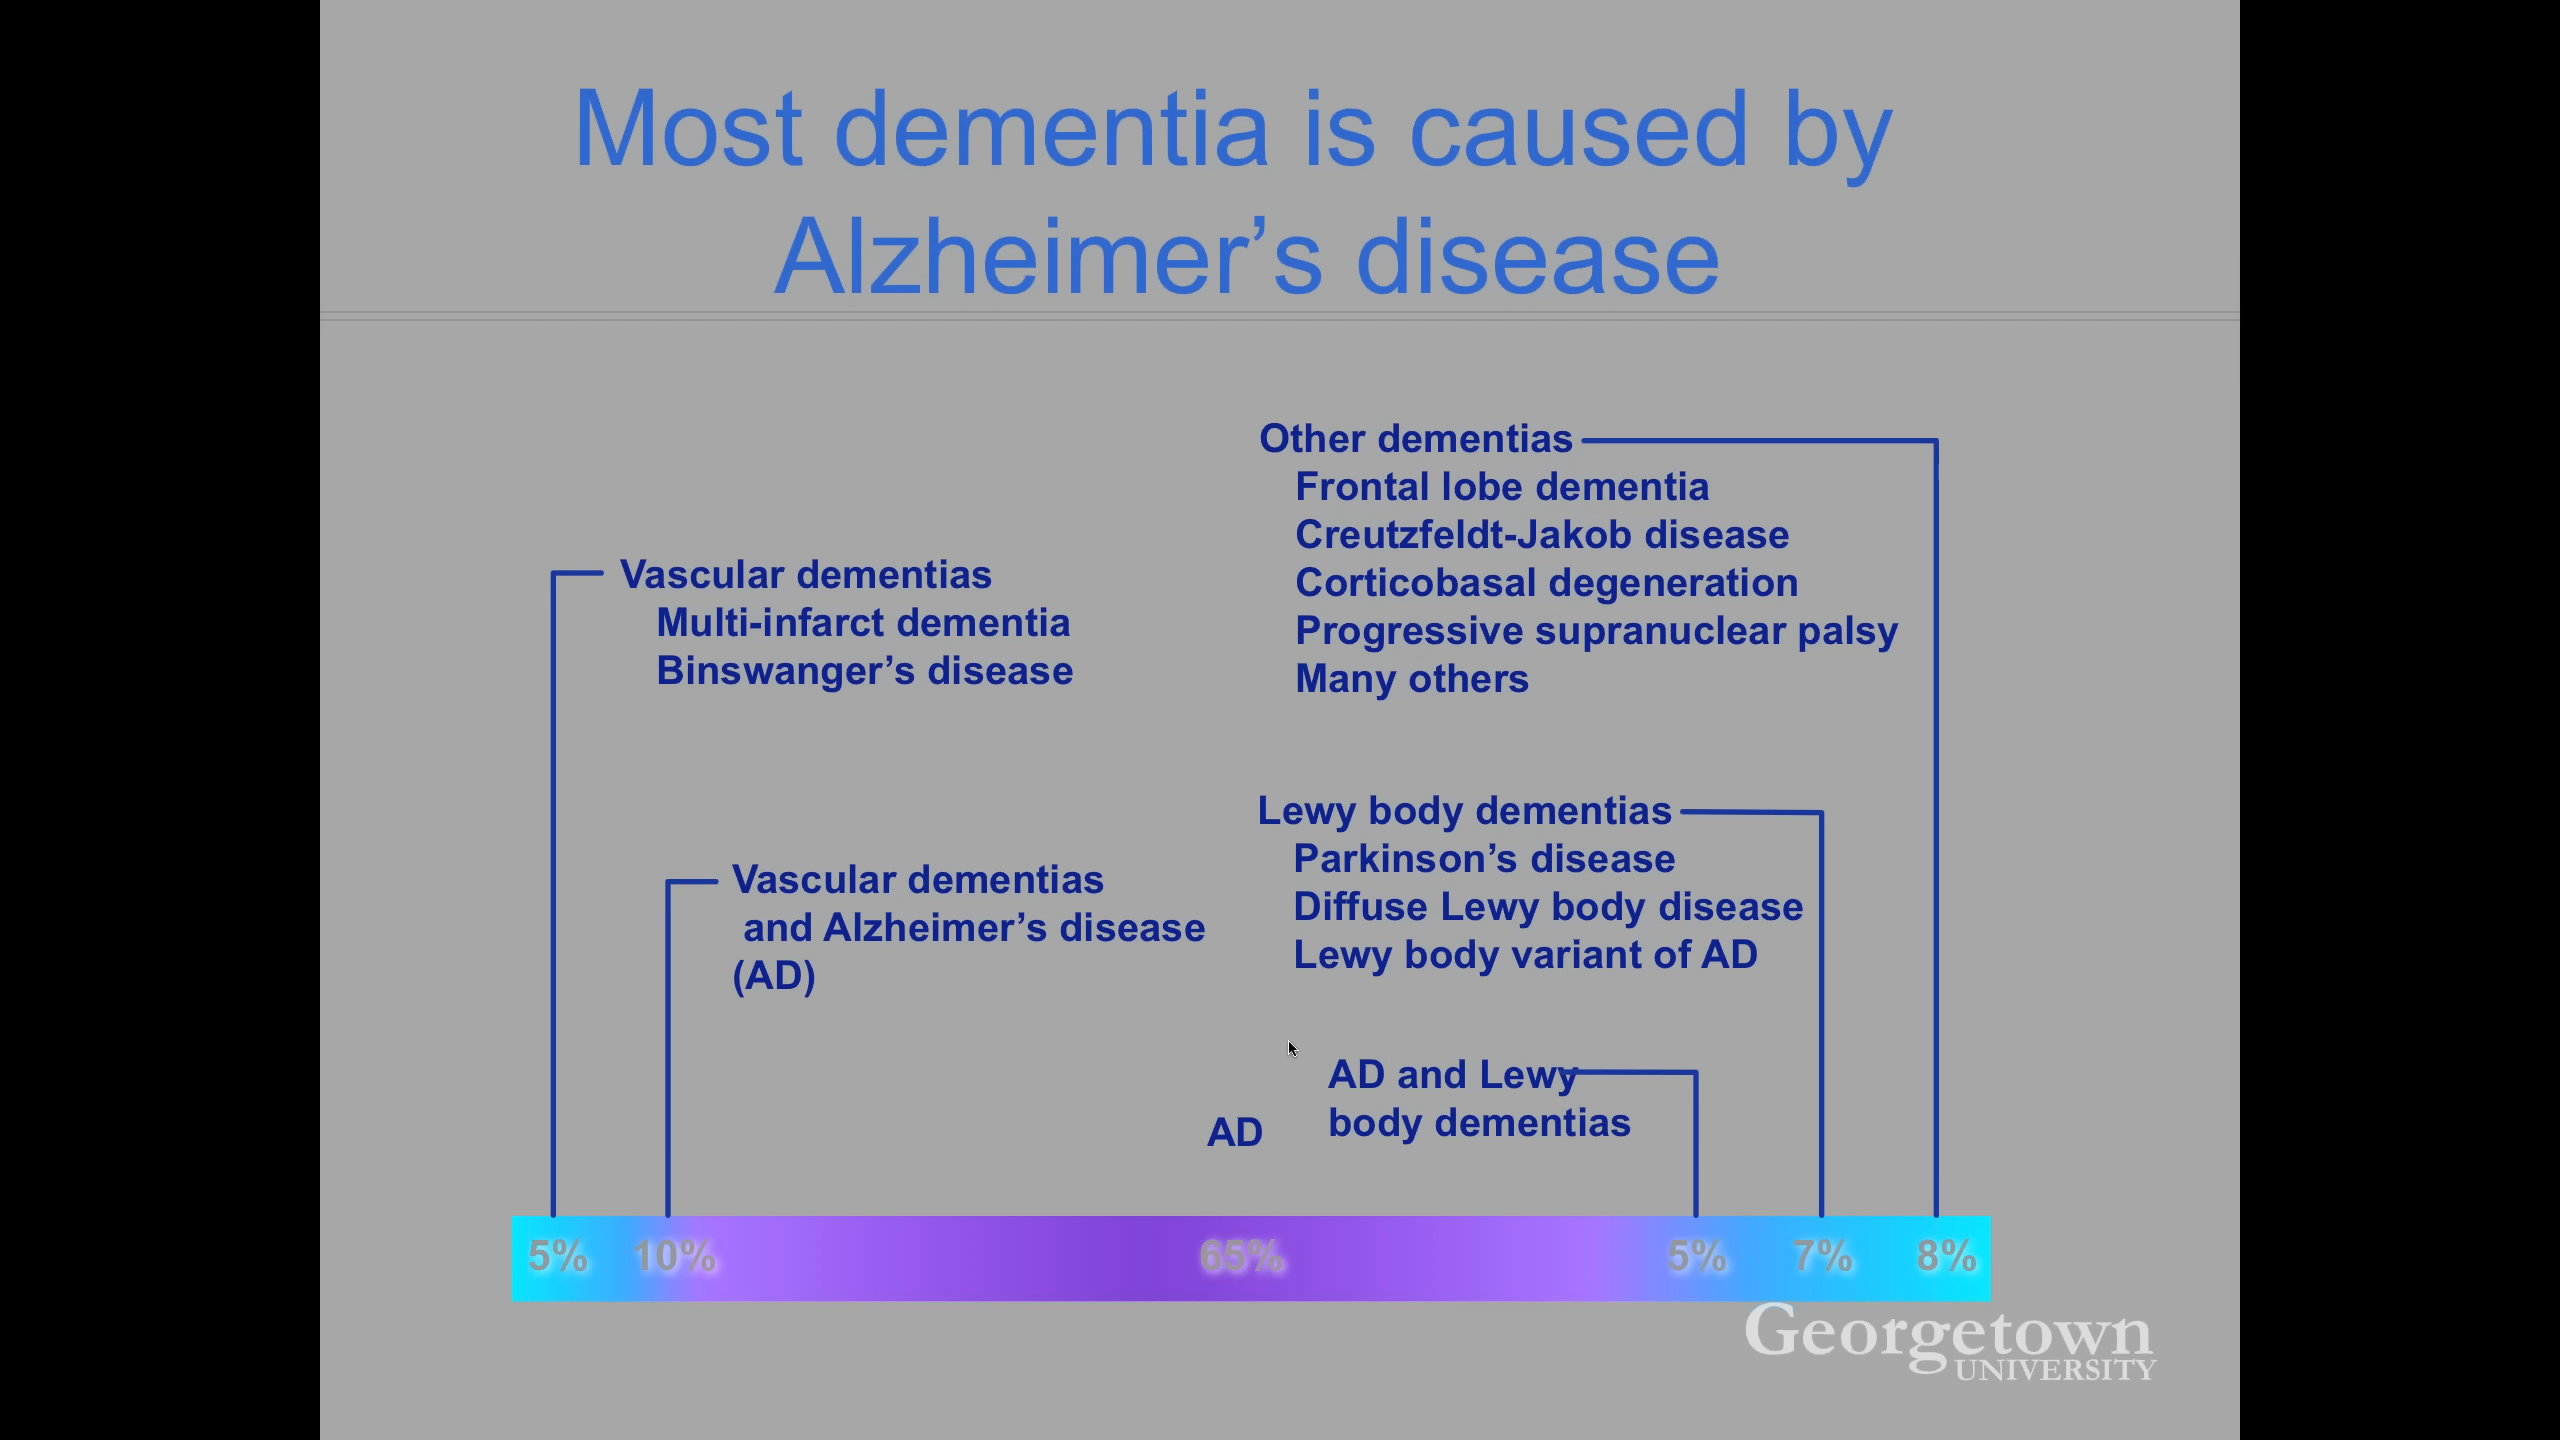 Most dementia is caused by
Alzheimer’s disease
Other dementias
Frontal lobe dementia
Creutzfeldt-Jakob disease
Corticobasal degeneration
Progressive supranuclear palsy
Many others
Vascular dementias
Multi-infarct dementia
Binswanger’s disease
Lewy body dementias
Parkinson’s disease
Diffuse Lewy body disease
Lewy body variant of AD
Vascular dementias
and Alzheimer’s disease
(AD)
AD and Lewy
body dementias
AD
5% 10% 65% 5% 7% 8%
Georgetown
UNIVERSITY